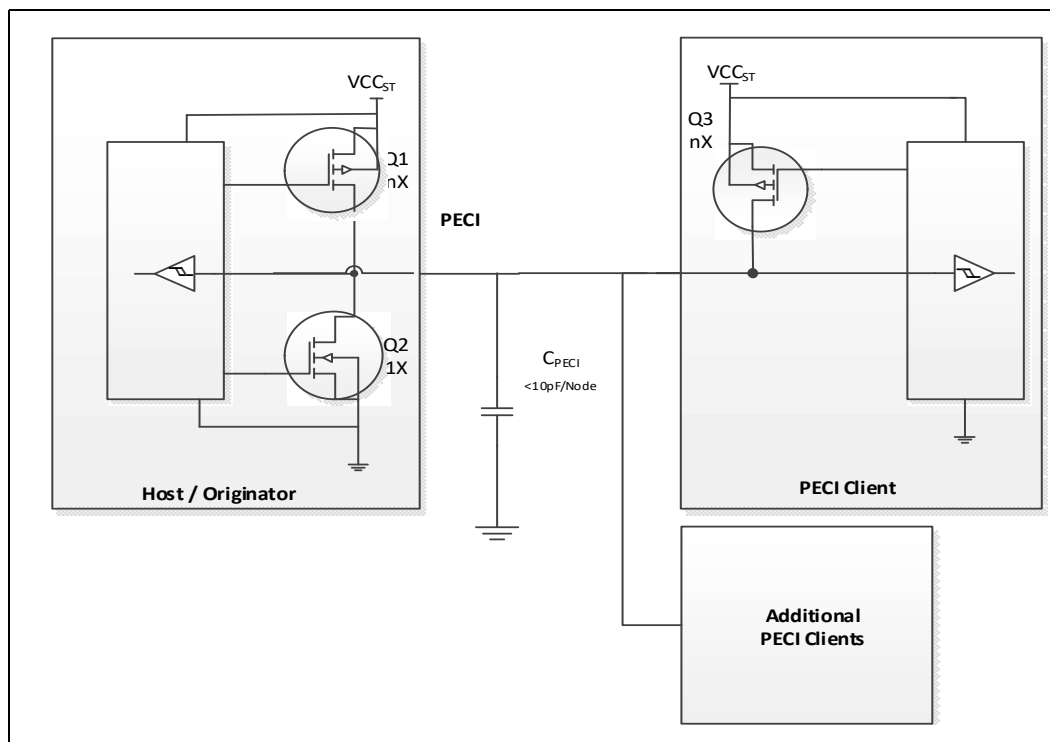 VCCST
Q1
nX
Q2
1X
Host / Originator
PECI
CPECI
<10pF/Node
VCCST
Q3
nX
PECI Client
Additional
PECI Clients